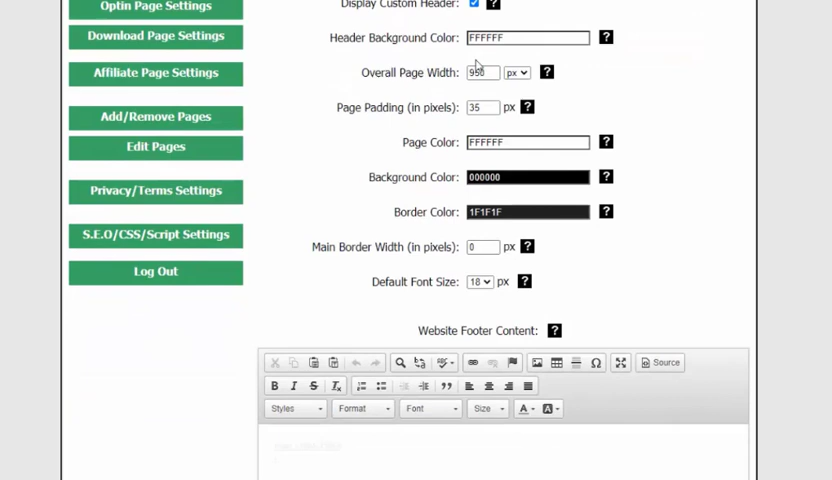 Optin Page Settings
Download Page Settings
Affiliate Page Settings
Add/Remove Pages
Edit Pages
Privacy/Terms Settings
S.E.O/CSS/Script Settings
Log Out
Display Custom Header: ?
Header Background Color: FFFFFF ?
Overall Page Width: 950 px ?
Page Padding (in pixels): 35 px ?
Page Color: FFFFFF ?
Background Color: 000000 ?
Border Color: 1F1F1F ?
Main Border Width (in pixels): 0 px ?
Default Font Size: 18 px ?
Website Footer Content: ?
Source
B I S Ix
Styles Format Font Size A A